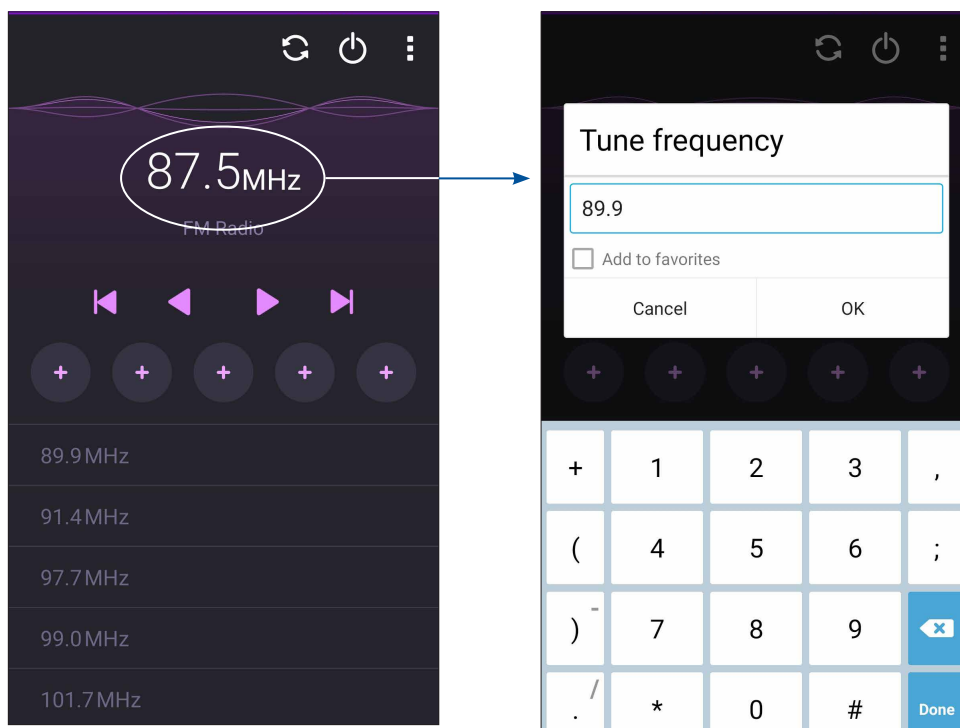 87.5MHz
FM Radio
+ + + + +
89.9MHz
91.4MHz
97.7MHz
99.0MHz
101.7MHz
Tune frequency
89.9
Add to favorites
Cancel OK
+ + + + +
+ 1 2 3 ,
( 4 5 6 ;
) - 7 8 9
. / * 0 # Done